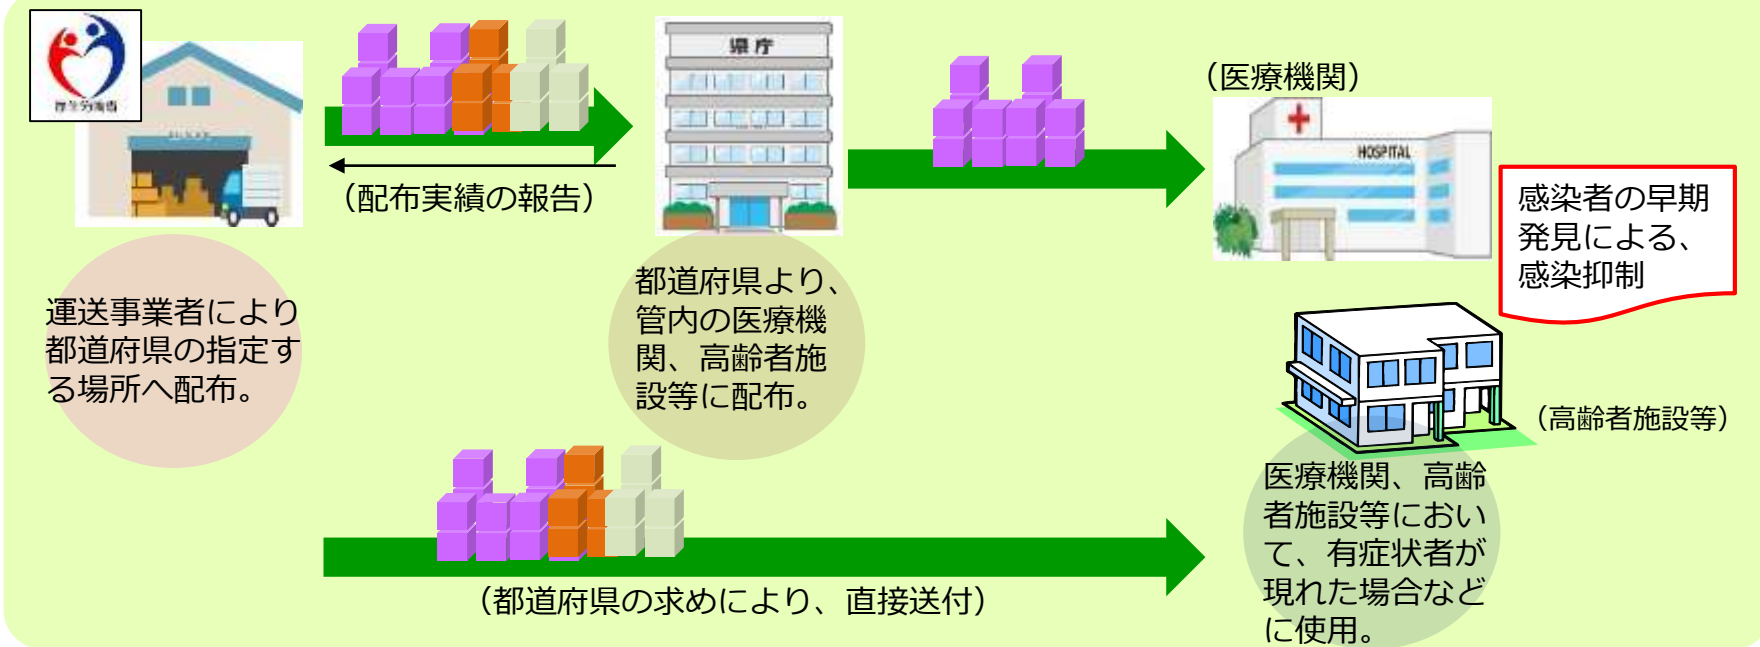 厚生労働省
県庁
（医療機関）
HOSPITAL
（配布実績の報告）
感染者の早期
発見による、
感染抑制
運送事業者により
都道府県の指定す
る場所へ配布。
都道府県より、
管内の医療機
関、高齢者施
設等に配布。
（高齢者施設等）
医療機関、高齢
者施設等におい
て、有症状者が
現れた場合など
に使用。
（都道府県の求めにより、直接送付）